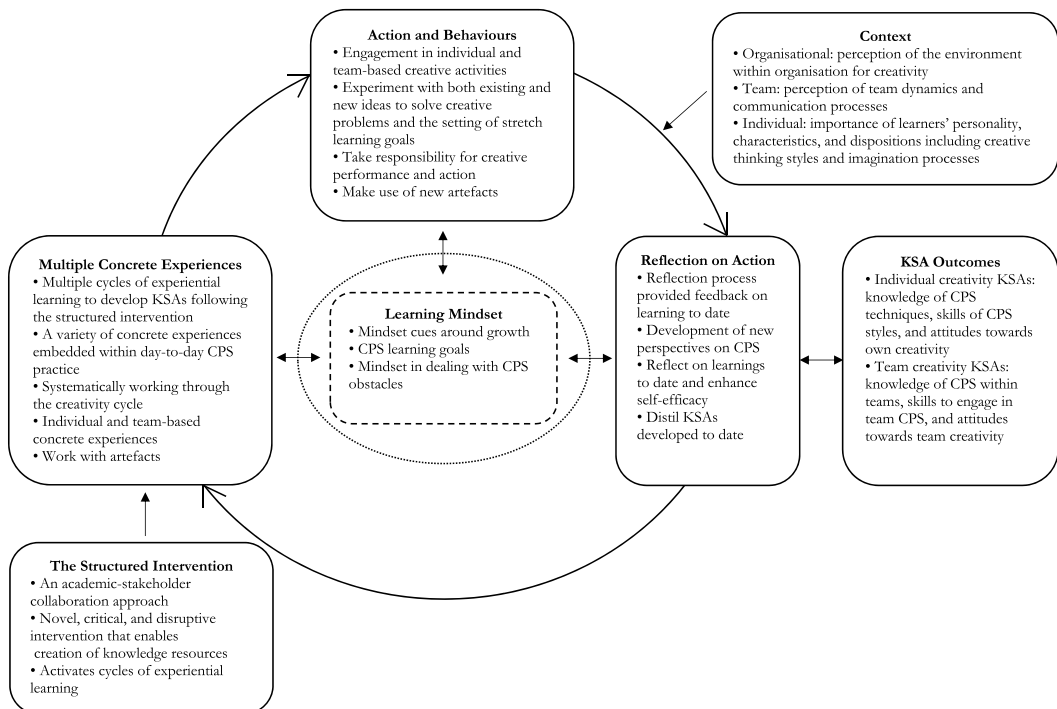 Action and Behaviours
• Engagement in individual and
team-based creative activities
• Experiment with both existing and
new ideas to solve creative
problems and the setting of stretch
learning goals
• Take responsibility for creative
performance and action
• Make use of new artefacts
Context
• Organisational: perception of the environment
within organisation for creativity
• Team: perception of team dynamics and
communication processes
• Individual: importance of learners’ personality,
characteristics, and dispositions including creative
thinking styles and imagination processes
Multiple Concrete Experiences
• Multiple cycles of experiential
learning to develop KSAs following
the structured intervention
• A variety of concrete experiences
embedded within day-to-day CPS
practice
•Systematically working through
the creativity cycle
• Individual and team-based
concrete experiences
• Work with artefacts
Learning Mindset
• Mindset cues around growth
• CPS learning goals
• Mindset in dealing with CPS
obstacles
Reflection on Action
• Reflection process
provided feedback on
learning to date
• Development of new
perspectives on CPS
• Reflect on learnings
to date and enhance
self-efficacy
• Distil KSAs
developed to date
KSA Outcomes
• Individual creativity KSAs:
knowledge of CPS
techniques, skills of CPS
styles, and attitudes towards
own creativity
• Team creativity KSAs:
knowledge of CPS within
teams, skills to engage in
team CPS, and attitudes
towards team creativity
The Structured Intervention
• An academic-stakeholder
collaboration approach
• Novel, critical, and disruptive
intervention that enables
creation of knowledge resources
• Activates cycles of experiential
learning